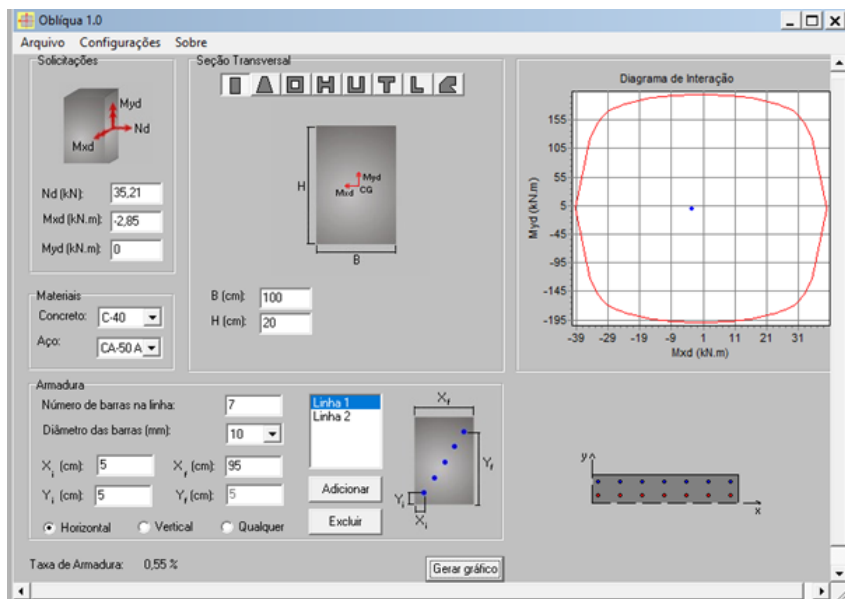 Oblíqua 1.0
Arquivo Configurações Sobre
Solicitações
Myd
Nd
Mxd
Nd (kN): 35,21
Mxd (kN.m): -2,85
Myd (kN.m): 0
Materiais
Concreto: C-40
Aço: CA-50 A
Seção Transversal
H
Myd
Mxd CG
B
B (cm): 100
H (cm): 20
Diagrama de Interação
Myd (kN.m)
155
105
55
5
-45
-95
-145
-195
-39 -29 -19 -9 1 11 21 31
Mxd (kN.m)
Armadura
Número de barras na linha: 7
Diâmetro das barras (mm): 10
Xi (cm): 5 Xf (cm): 95
Yi (cm): 5 Yf (cm): 5
Horizontal Vertical Qualquer
Linha 1
Linha 2
Adicionar
Excluir
Xf
Yf
Yi
Xi
y
x
Taxa de Armadura: 0,55 %
Gerar gráfico